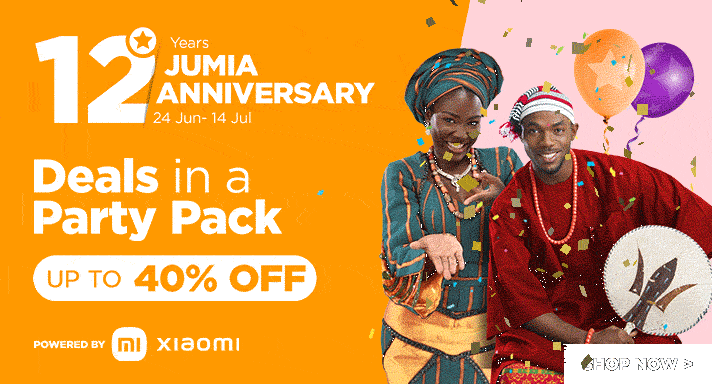 12
Years
JUMIA
ANNIVERSARY
24 Jun- 14 Jul
Deals in a
Party Pack
UP TO 40% OFF
POWERED BY mi xiaomi
SHOP NOW >